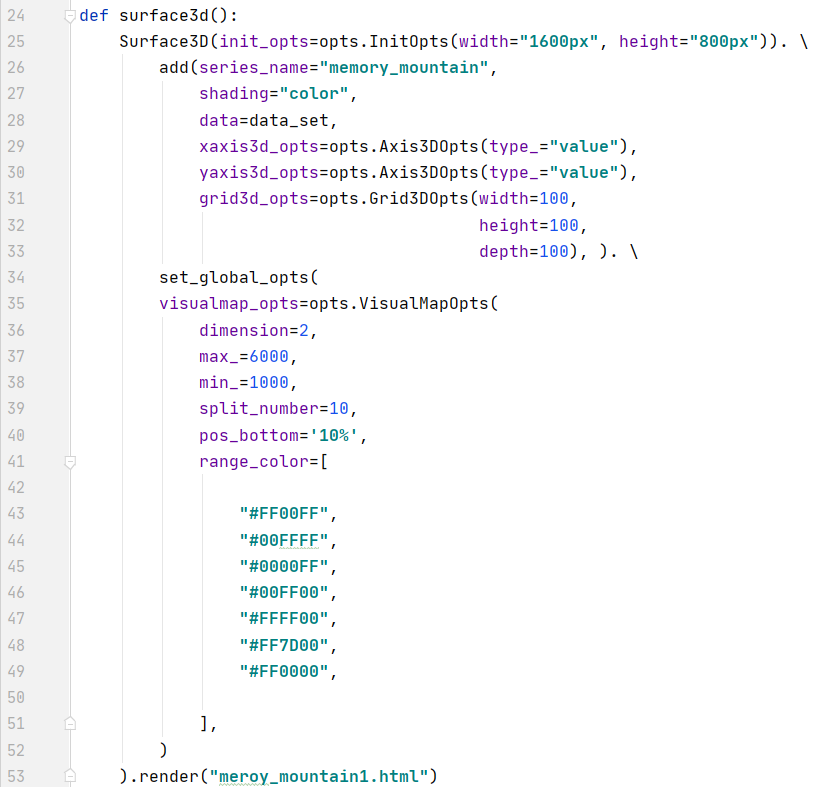 24 def surface3d():
25     Surface3D(init_opts=opts.InitOpts(width="1600px", height="800px")). \
26         add(series_name="memory_mountain",
27             shading="color",
28             data=data_set,
29             xaxis3d_opts=opts.Axis3DOpts(type_="value"),
30             yaxis3d_opts=opts.Axis3DOpts(type_="value"),
31             grid3d_opts=opts.Grid3DOpts(width=100,
32                                         height=100,
33                                         depth=100), ). \
34         set_global_opts(
35         visualmap_opts=opts.VisualMapOpts(
36             dimension=2,
37             max_=6000,
38             min_=1000,
39             split_number=10,
40             pos_bottom='10%',
41             range_color=[
42
43                 "#FF00FF",
44                 "#00FFFF",
45                 "#0000FF",
46                 "#00FF00",
47                 "#FFFF00",
48                 "#FF7D00",
49                 "#FF0000",
50
51             ],
52         )
53     ).render("meroy_mountain1.html")